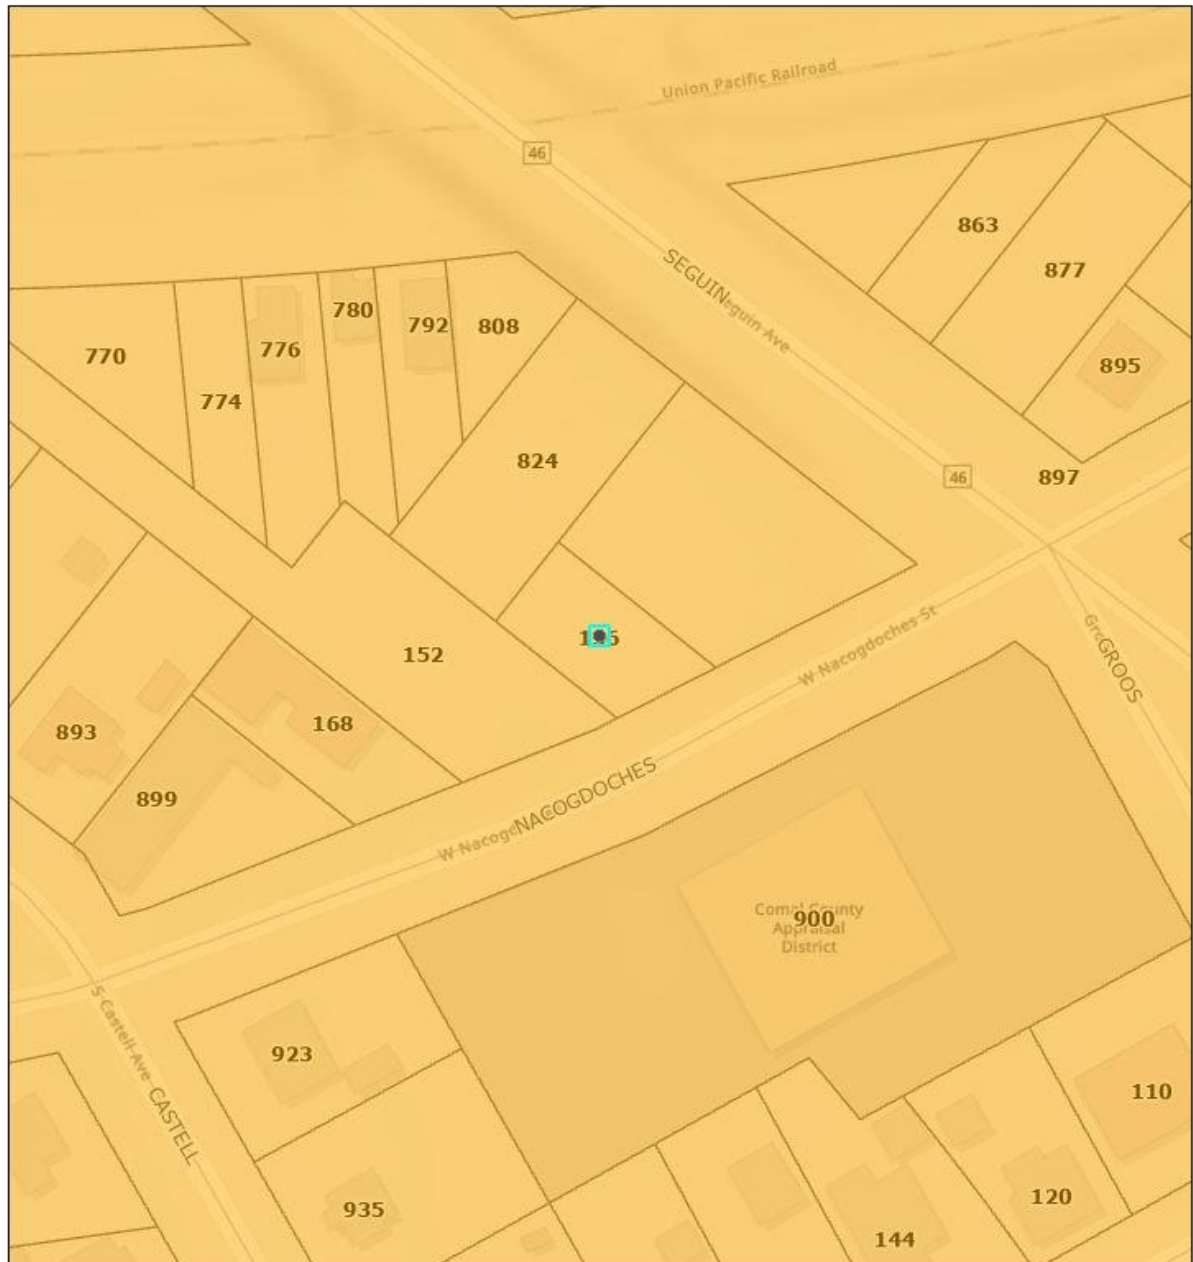 Union Pacific Railroad
46
863
877
SEGUIN
eguin Ave
780
792
808
776
770
774
895
824
46
897
152
W Nacogdoches St
GROOS
168
893
899
NACOGDOCHES
W Nacog
900
Comal County
Appraisal
District
S Castell Ave
CASTELL
923
110
120
935
144